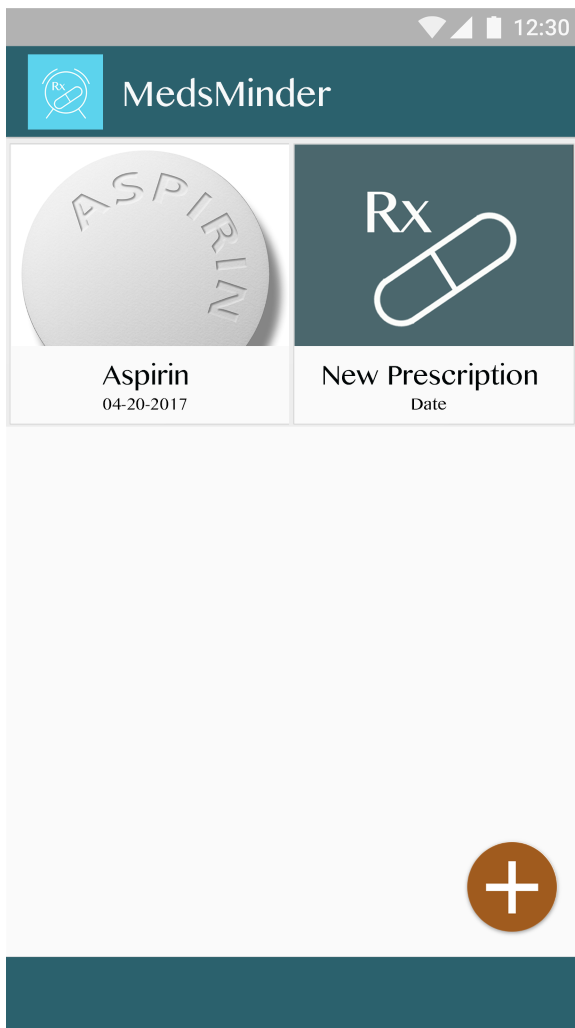 12:30
Rx
MedsMinder
ASPIRIN
Rx
Aspirin
04-20-2017
New Prescription
Date